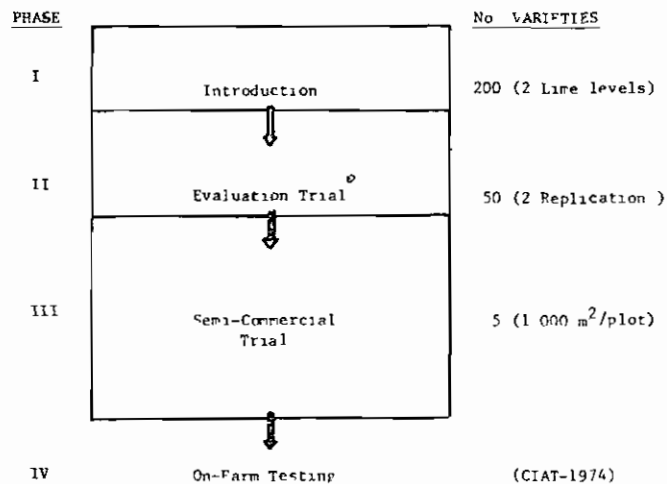 PHASE No VARIETIES
I Introduction 200 (2 Lime levels)
II Evaluation Trial 50 (2 Replication )
III Semi-Commercial 5 (1 000 m²/plot)
Trial
IV On-Farm Testing (CIAT-1974)